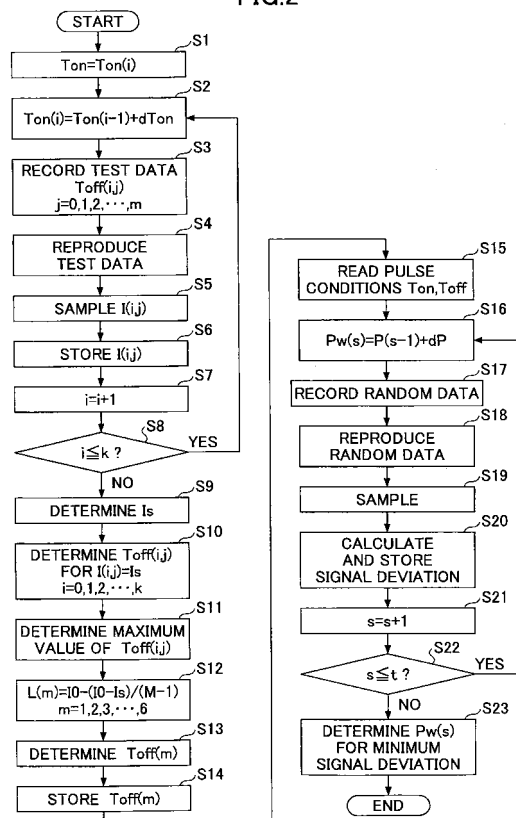 FIG.2
START
S1
Ton=Ton(i)
S2
Ton(i)=Ton(i-1)+dTon
S3
RECORD TEST DATA
Toff(i,j)
j=0,1,2,···,m
S4
REPRODUCE
TEST DATA
S5
SAMPLE I(i,j)
S6
STORE I(i,j)
S7
i=i+1
S8
i≦k ?
YES
NO
S9
DETERMINE Is
S10
DETERMINE Toff(i,j)
FOR I(i,j)=Is
i=0,1,2,···,k
S11
DETERMINE MAXIMUM
VALUE OF Toff(i,j)
S12
L(m)=I0-(I0-Is)/(M-1)
m=1,2,3,···,6
S13
DETERMINE Toff(m)
S14
STORE Toff(m)
S15
READ PULSE
CONDITIONS Ton,Toff
S16
Pw(s)=P(s-1)+dP
S17
RECORD RANDOM DATA
S18
REPRODUCE
RANDOM DATA
S19
SAMPLE
S20
CALCULATE
AND STORE
SIGNAL DEVIATION
S21
s=s+1
S22
s≦t ?
YES
NO
S23
DETERMINE Pw(s)
FOR MINIMUM
SIGNAL DEVIATION
END